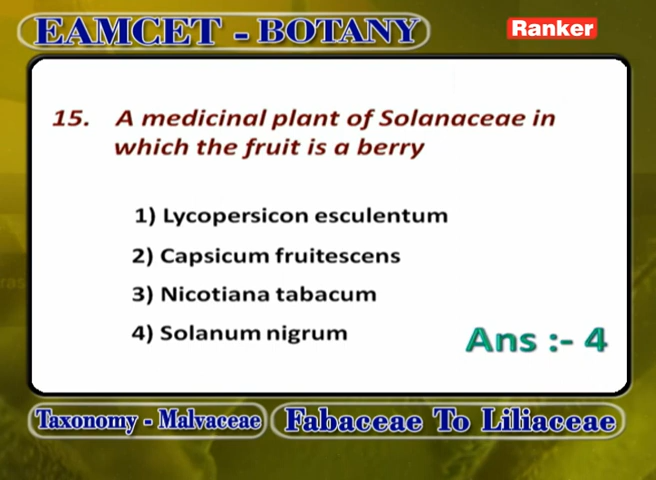 EAMCET - BOTANY
Ranker
15. A medicinal plant of Solanaceae in
which the fruit is a berry
1) Lycopersicon esculentum
2) Capsicum fruitescens
3) Nicotiana tabacum
4) Solanum nigrum
Ans :- 4
Taxonomy - Malvaceae
Fabaceae To Liliaceae